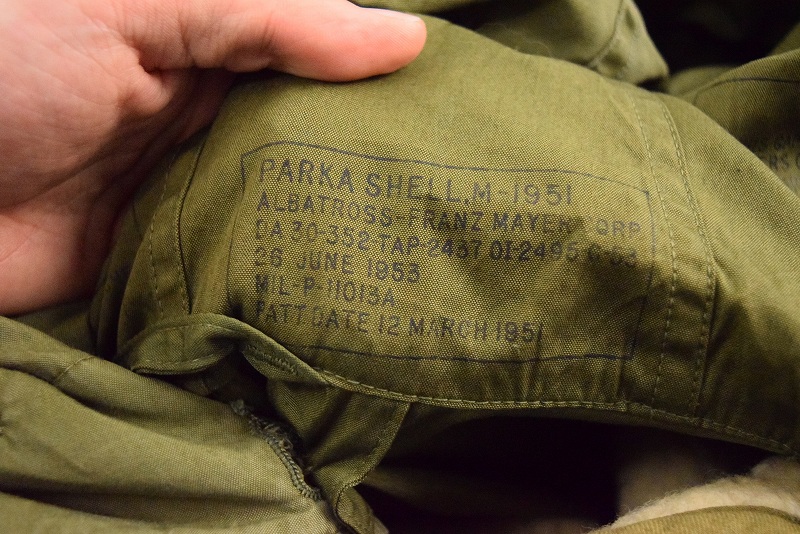 PARKA SHELL, M-1951
ALBATROSS-FRANZ MAYER CORP
DA 30-352-TAP-2437 OI 2495-C-53
26 JUNE 1953
MIL-P-11013A
PATT DATE 12 MARCH 1951